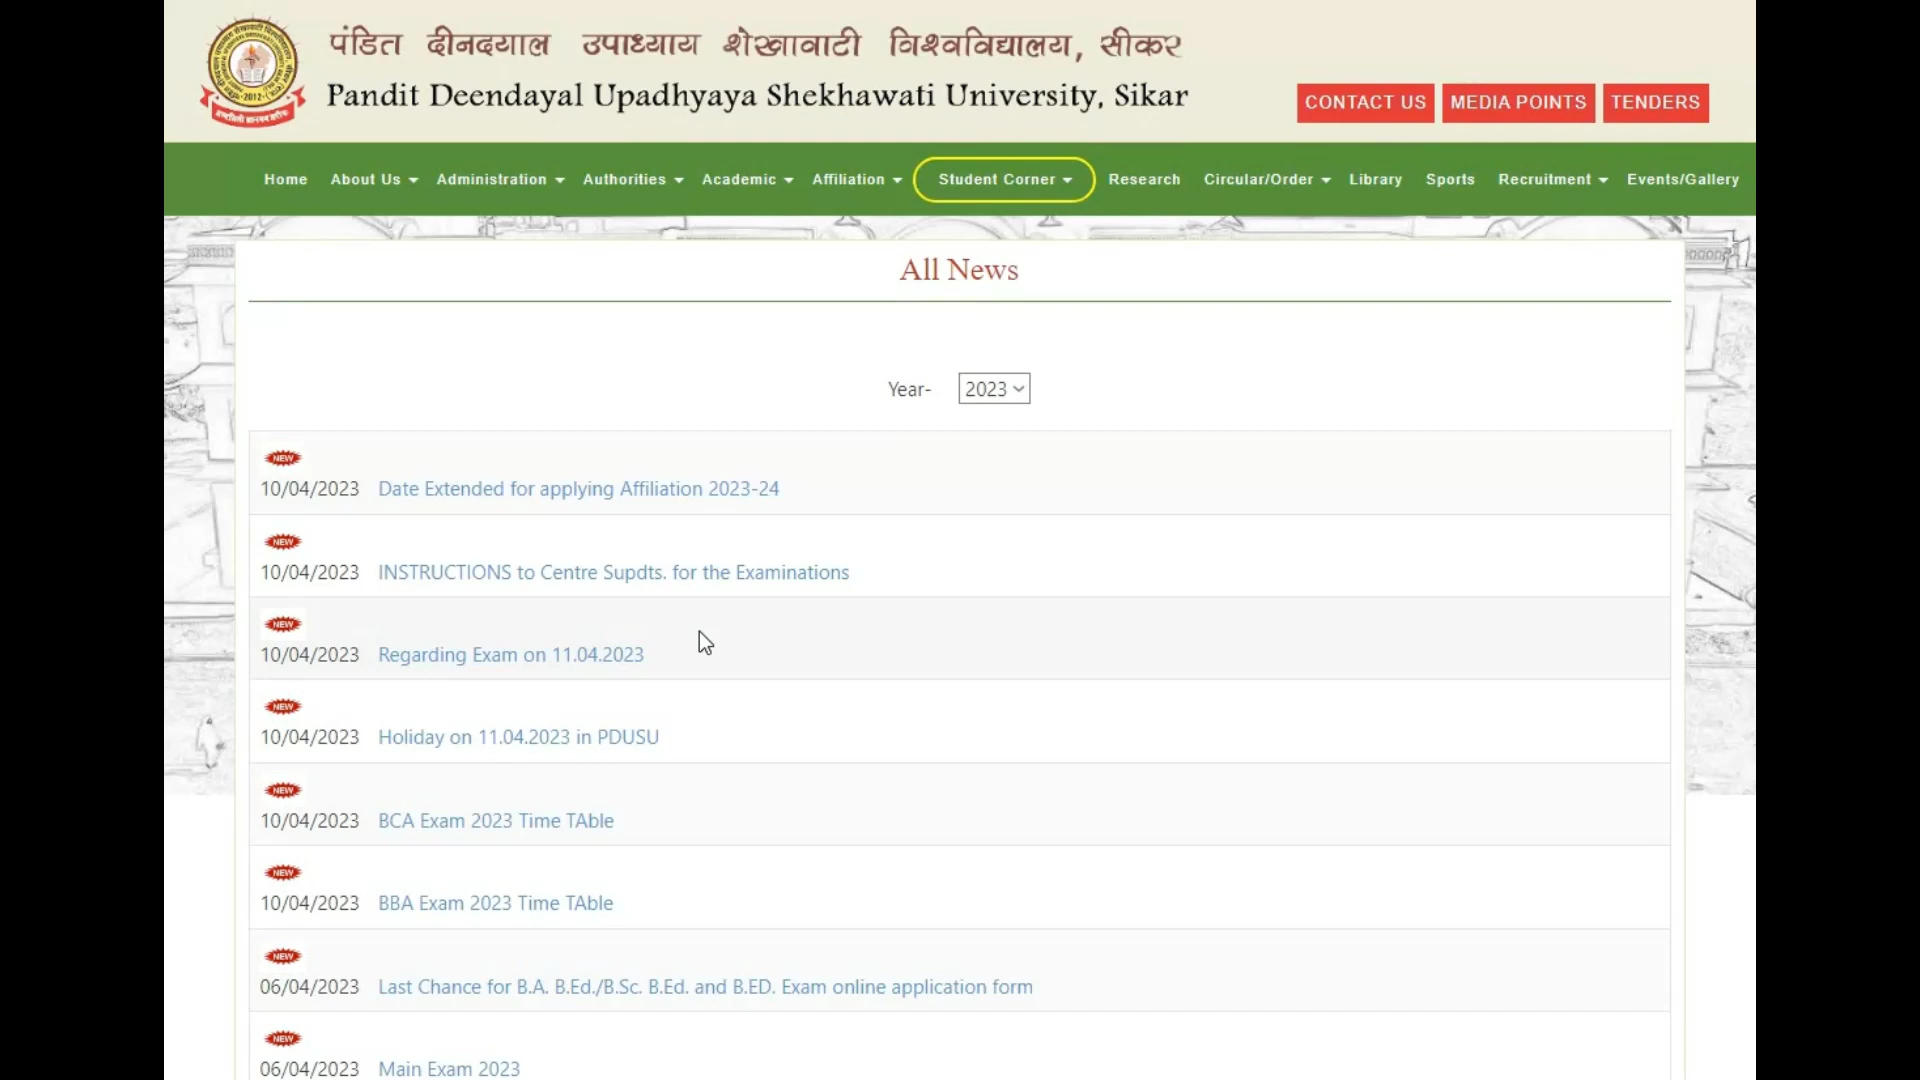 पंडित दीनदयाल उपाध्याय शेखावाटी विश्वविद्यालय, सीकर
Pandit Deendayal Upadhyaya Shekhawati University, Sikar
2012
CONTACT US MEDIA POINTS TENDERS
Home About Us Administration Authorities Academic Affiliation Student Corner Research Circular/Order Library Sports Recruitment Events/Gallery
All News
Year- 2023
NEW
10/04/2023 Date Extended for applying Affiliation 2023-24
NEW
10/04/2023 INSTRUCTIONS to Centre Supdts. for the Examinations
NEW
10/04/2023 Regarding Exam on 11.04.2023
NEW
10/04/2023 Holiday on 11.04.2023 in PDUSU
NEW
10/04/2023 BCA Exam 2023 Time TAble
NEW
10/04/2023 BBA Exam 2023 Time TAble
NEW
06/04/2023 Last Chance for B.A. B.Ed./B.Sc. B.Ed. and B.ED. Exam online application form
NEW
06/04/2023 Main Exam 2023